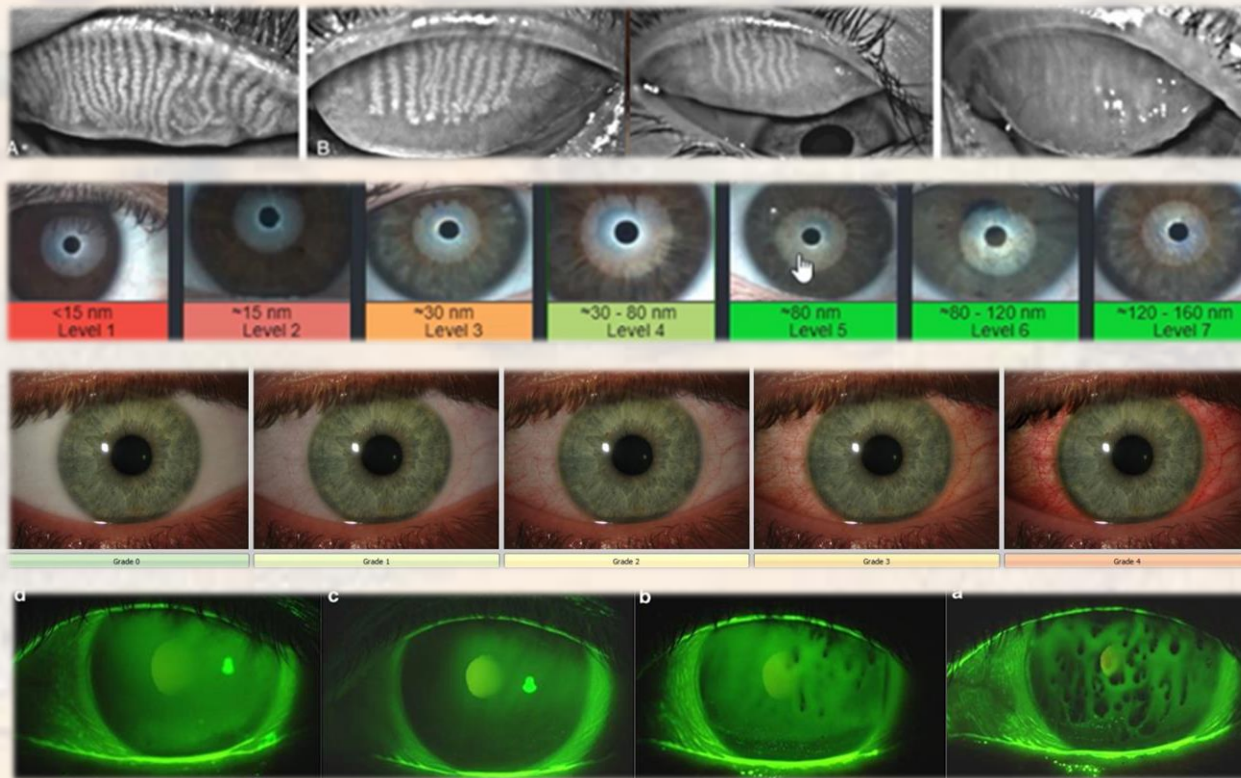 A
B
<15 nm
Level 1
≈15 nm
Level 2
≈30 nm
Level 3
≈30 - 80 nm
Level 4
≈80 nm
Level 5
≈80 - 120 nm
Level 6
≈120 - 160 nm
Level 7
Grade 0
Grade 1
Grade 2
Grade 3
Grade 4
d
c
b
a